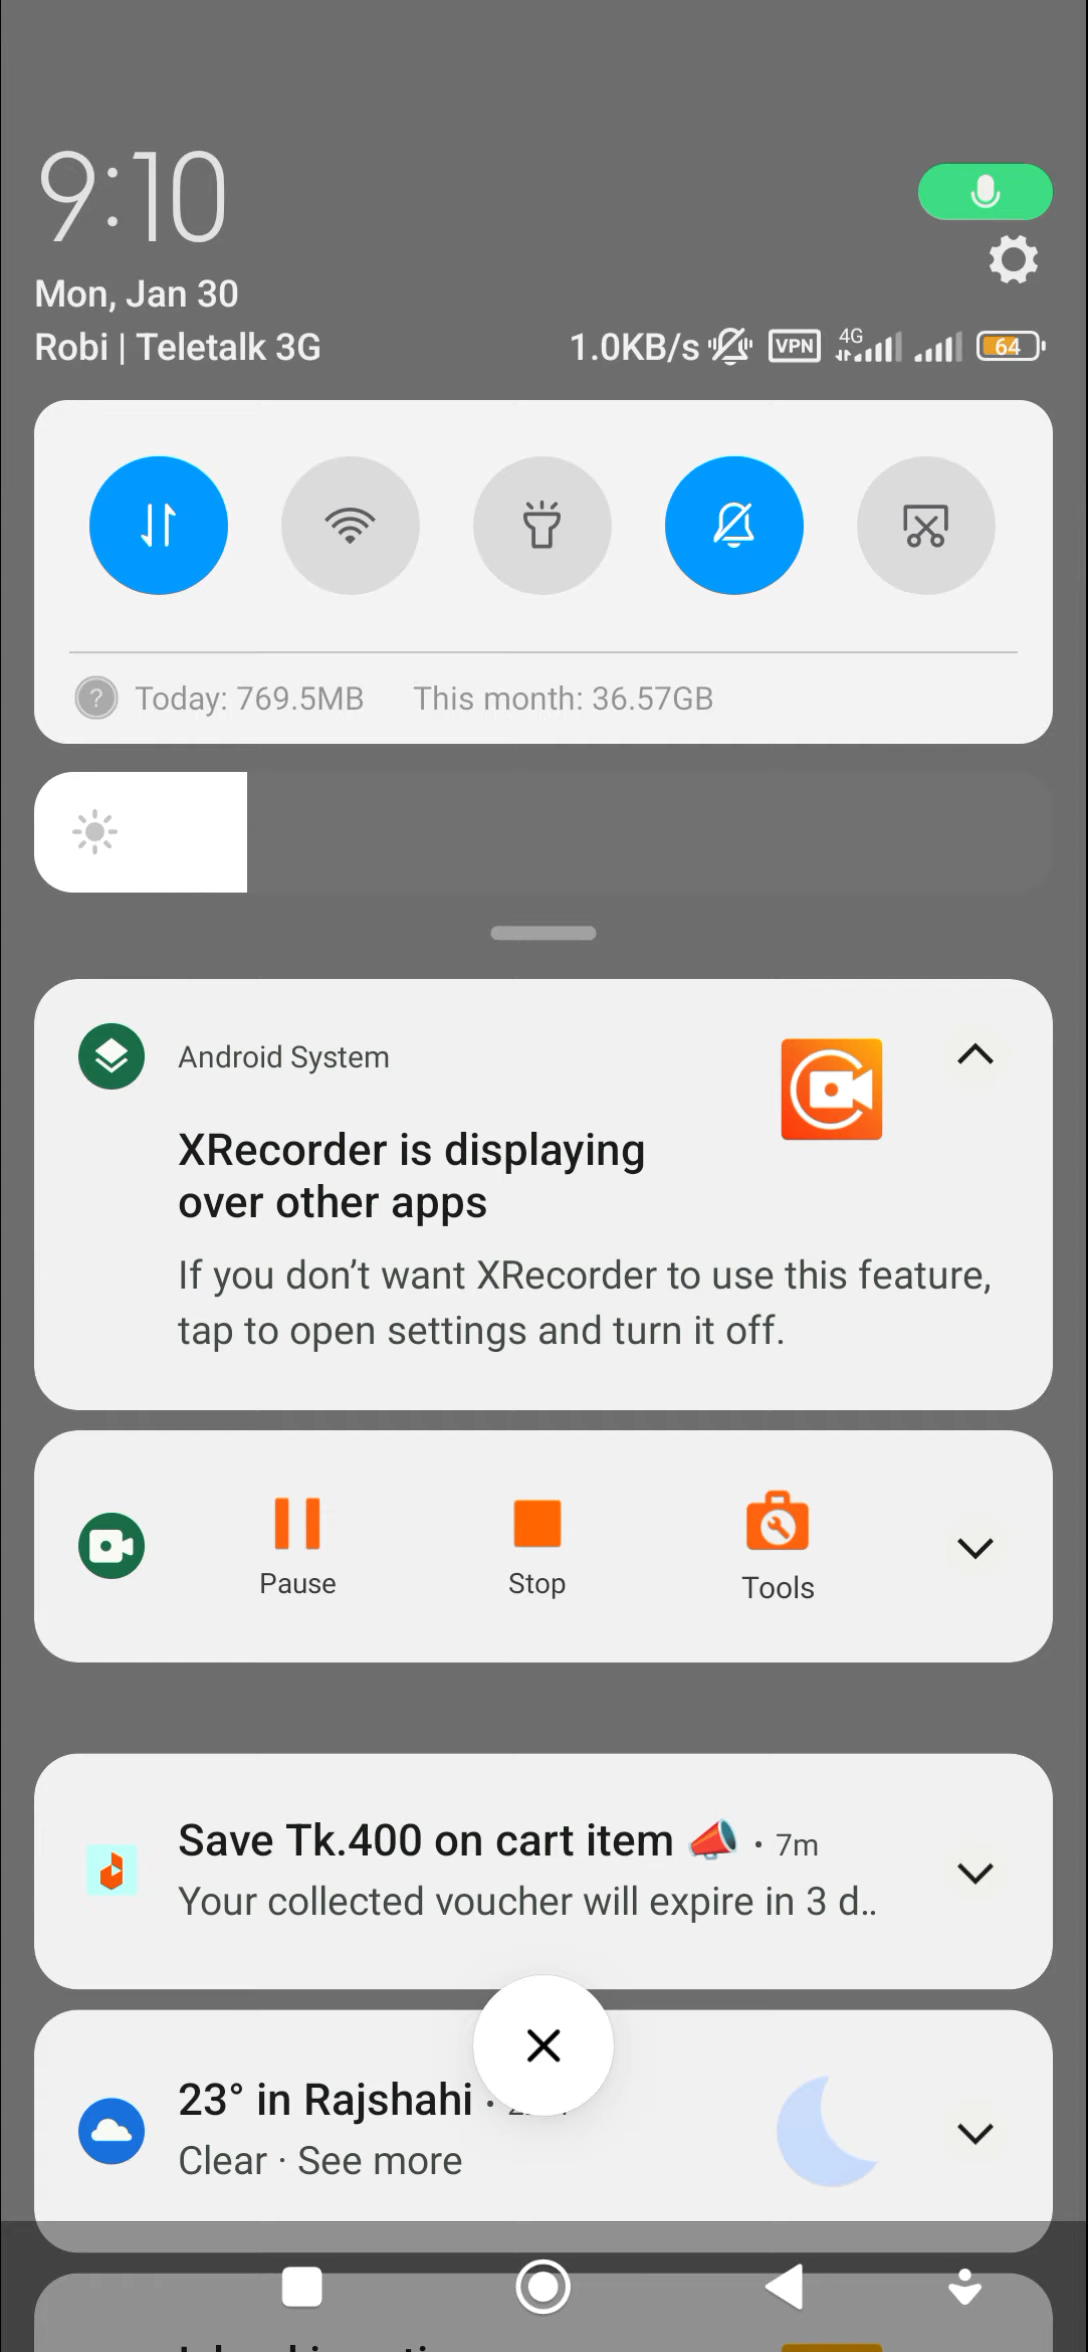 9:10
Mon, Jan 30
Robi | Teletalk 3G
1.0KB/s VPN 4G 64
Today: 769.5MB This month: 36.57GB
Android System
XRecorder is displaying
over other apps
If you don’t want XRecorder to use this feature,
tap to open settings and turn it off.
Pause Stop Tools
Save Tk.400 on cart item 📣 · 7m
Your collected voucher will expire in 3 d..
23° in Rajshahi ·
Clear · See more